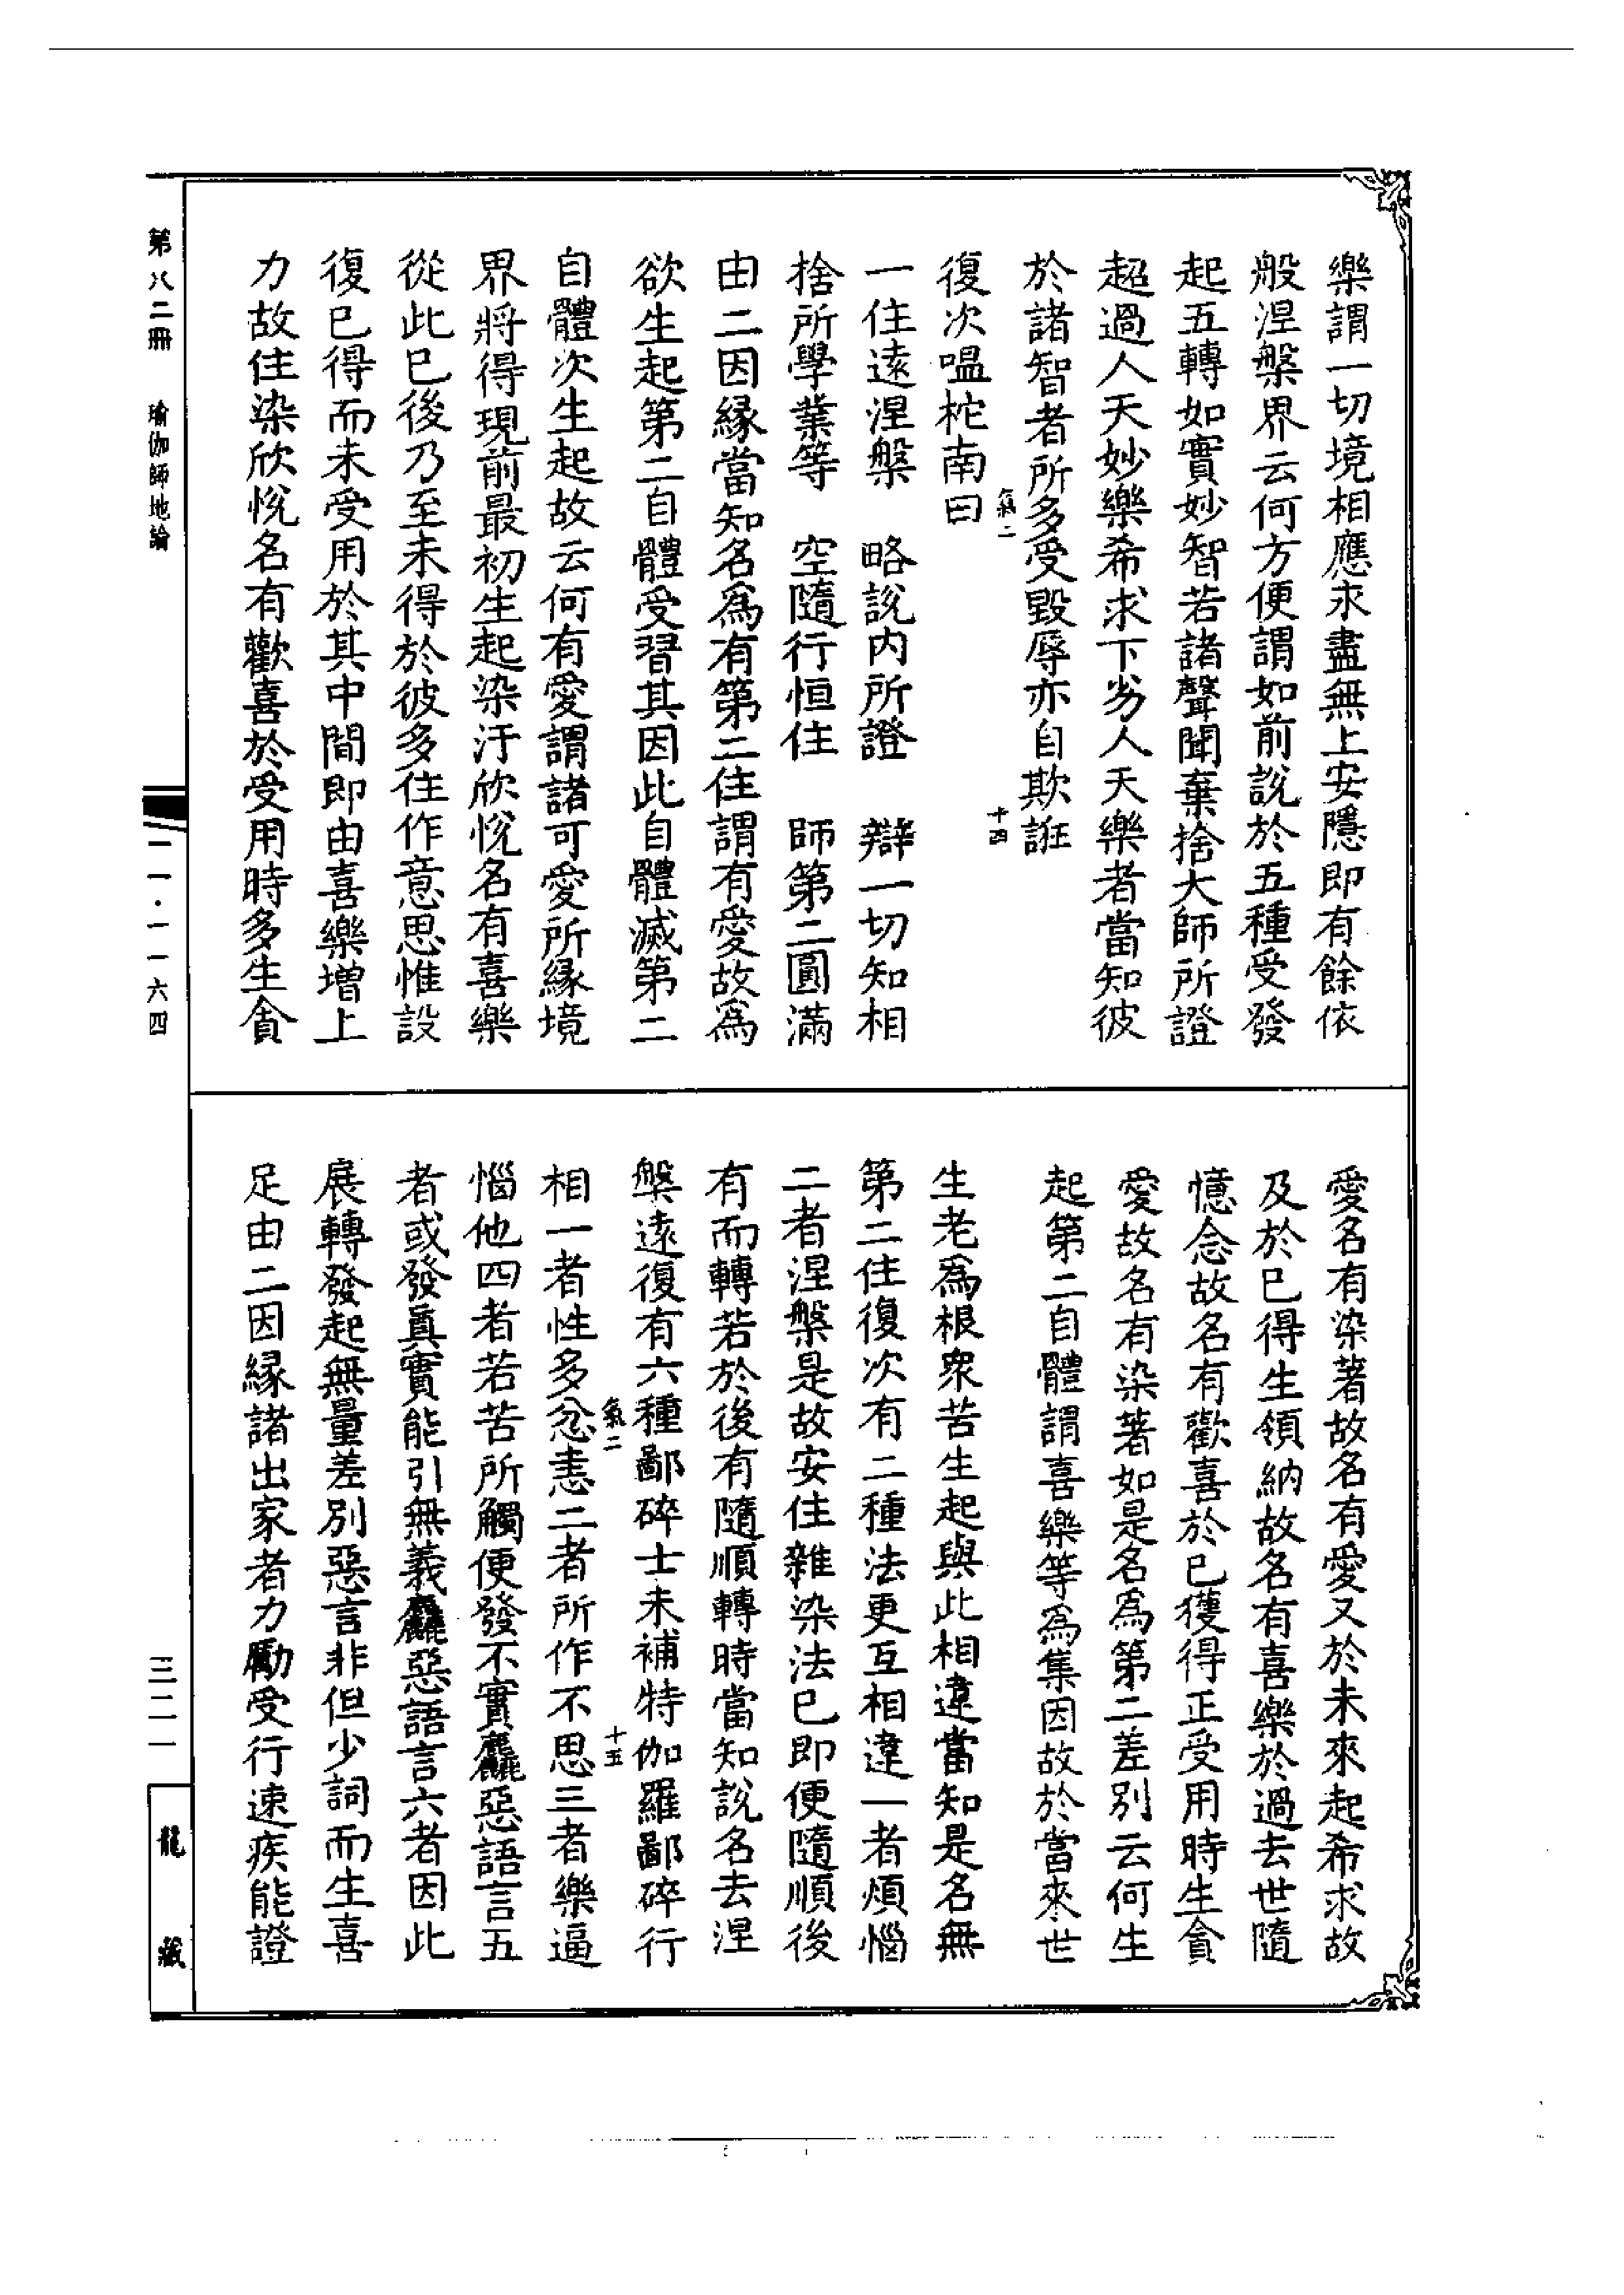 樂謂一切境相應永盡無上安隱即有餘依
般涅槃界云何方便謂如前說於五種受發
起五轉如實妙智若諸聲聞棄捨大師所證
超過人天妙樂希求下劣人天樂者當知彼
於諸智者所多受毀辱亦自欺誑
氣二
十四
復次嗢柁南曰
一住遠涅槃 略說內所證 辯一切知相
捨所學業等 空隨行恒住 師第二圓滿
由二因緣當知名爲有第二住謂有愛故爲
欲生起第二自體受習其因此自體滅第二
自體次生起故云何有愛謂諸可愛所緣境
界將得現前最初生起染汙欣悅名有喜樂
從此已後乃至未得於彼多住作意思惟設
復已得而未受用於其中間即由喜樂增上
力故住染欣悅名有歡喜於受用時多生貪
愛名有染著故名有愛又於未來起希求故
及於已得生領納故名有喜樂於過去世隨
憶念故名有歡喜於已獲得正受用時生貪
愛故名有染著如是名爲第二差別云何生
起第二自體謂喜樂等爲集因故於當來世
生老爲根衆苦生起與此相違當知是名無
第二住復次有二種法更互相違一者煩惱
二者涅槃是故安住雜染法已即便隨順後
有而轉若於後有隨順轉時當知說名去涅
槃遠復有六種鄙碎士未補特伽羅鄙碎行
氣二
十五
相一者性多忿恚二者所作不思三者樂逼
惱他四者若苦所觸便發不實麤惡語言五
者或發真實能引無義麤惡語言六者因此
展轉發起無量差別惡言非但少詞而生喜
足由二因緣諸出家者力勵受行速疾能證
第八二冊 瑜伽師地論
一一·一一六四
三二一
龍藏